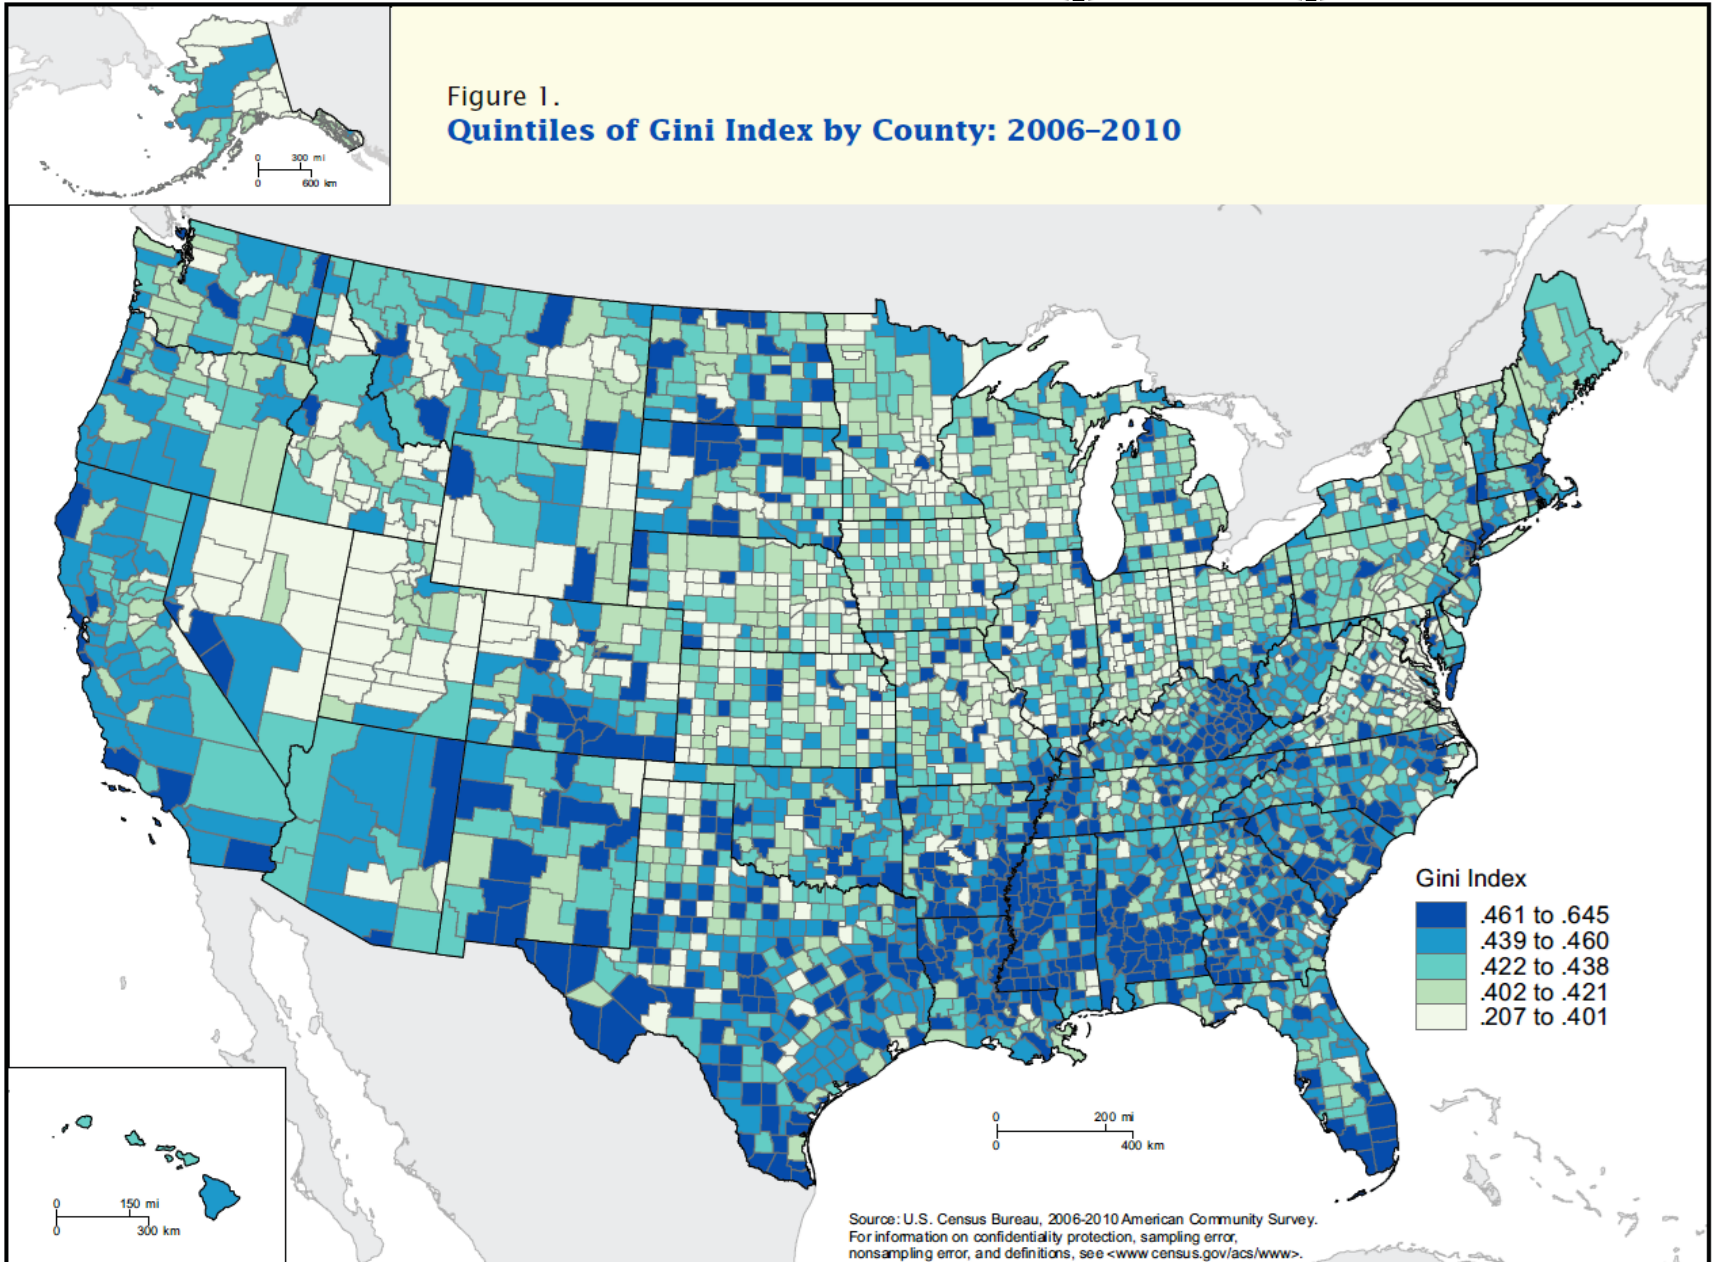 Figure 1.
Quintiles of Gini Index by County: 2006–2010
0 300 mi
0 600 km
Gini Index
.461 to .645
.439 to .460
.422 to .438
.402 to .421
.207 to .401
0 200 mi
0 400 km
0 150 mi
0 300 km
Source: U.S. Census Bureau, 2006-2010 American Community Survey.
For information on confidentiality protection, sampling error,
nonsampling error, and definitions, see <www.census.gov/acs/www>.